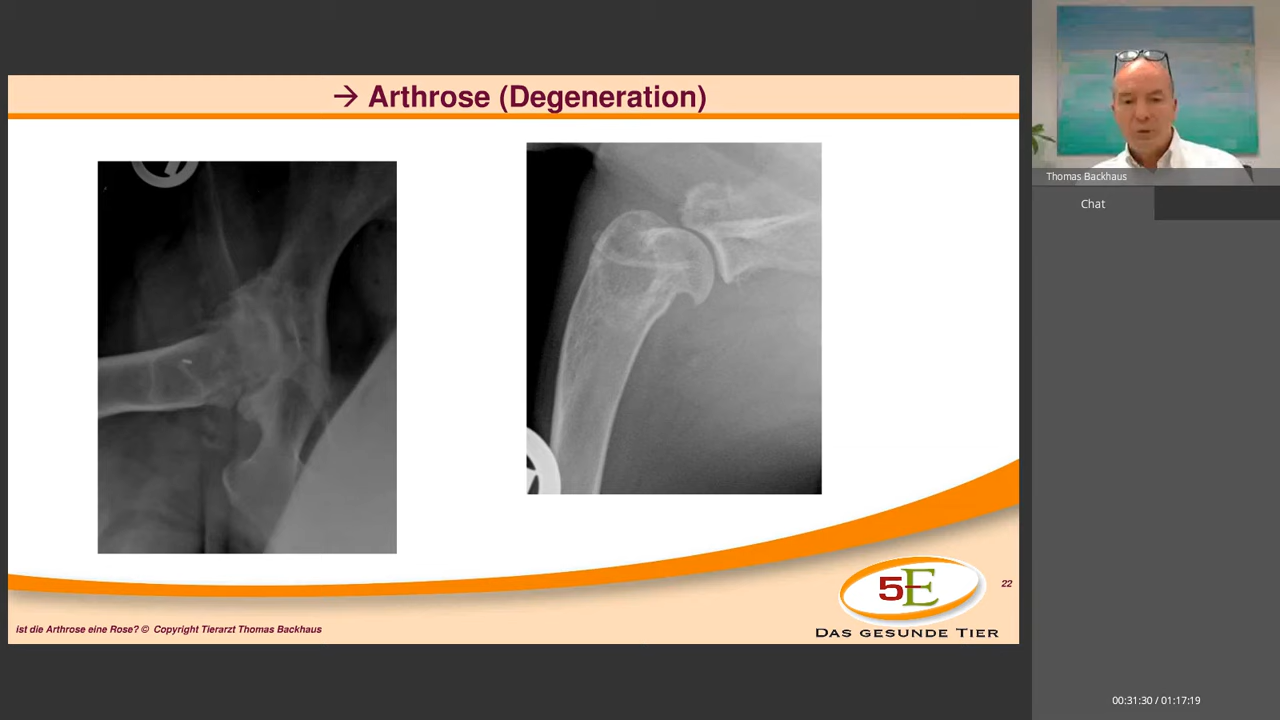 → Arthrose (Degeneration)
Thomas Backhaus
Chat
5E
22
DAS GESUNDE TIER
ist die Arthrose eine Rose? © Copyright Tierarzt Thomas Backhaus
00:31:30 / 01:17:19